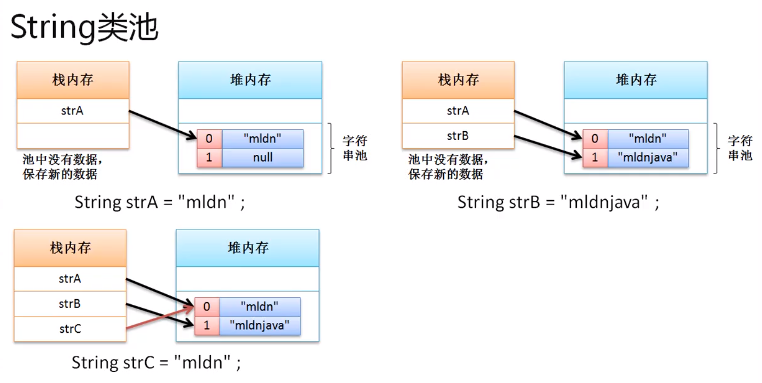 String类池
栈内存
strA
池中没有数据，
保存新的数据
堆内存
0 "mldn"
1 null
字符
串池
String strA = "mldn" ;
栈内存
strA
strB
池中没有数据，
保存新的数据
堆内存
0 "mldn"
1 "mldnjava"
字符
串池
String strB = "mldnjava" ;
栈内存
strA
strB
strC
堆内存
0 "mldn"
1 "mldnjava"
String strC = "mldn" ;